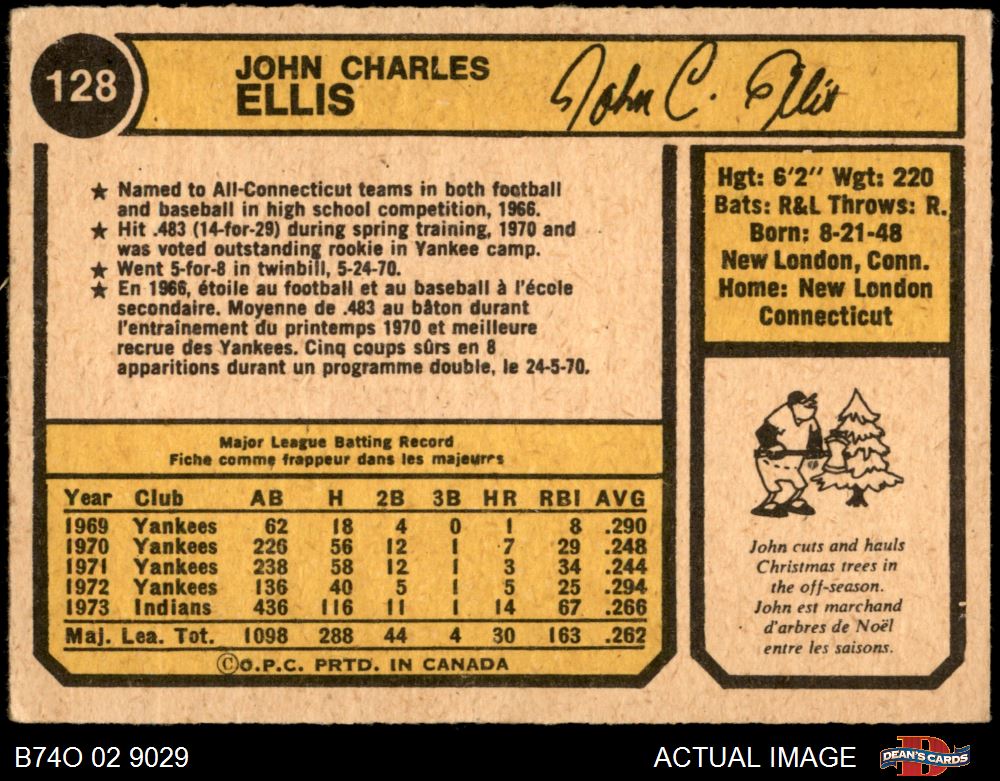 128
JOHN CHARLES
ELLIS
John C. Ellis
★ Named to All-Connecticut teams in both football
and baseball in high school competition, 1966.
★ Hit .483 (14-for-29) during spring training, 1970 and
was voted outstanding rookie in Yankee camp.
★ Went 5-for-8 in twinbill, 5-24-70.
★ En 1966, étoile au football et au baseball à l'école
secondaire. Moyenne de .483 au bâton durant
l'entraînement du printemps 1970 et meilleure
recrue des Yankees. Cinq coups sûrs en 8
apparitions durant un programme double, le 24-5-70.
Hgt: 6'2" Wgt: 220
Bats: R&L Throws: R.
Born: 8-21-48
New London, Conn.
Home: New London
Connecticut
Major League Batting Record
Fiche comme frappeur dans les majeurrs
Year Club AB H 2B 3B HR RBI AVG
1969 Yankees 62 18 4 0 1 8 .290
1970 Yankees 226 56 12 1 7 29 .248
1971 Yankees 238 58 12 1 3 34 .244
1972 Yankees 136 40 5 1 5 25 .294
1973 Indians 436 116 11 1 14 67 .266
Maj. Lea. Tot. 1098 288 44 4 30 163 .262
©O.P.C. PRTD. IN CANADA
John cuts and hauls
Christmas trees in
the off-season.
John est marchand
d'arbres de Noël
entre les saisons.
B74O 02 9029
ACTUAL IMAGE
DEAN'S CARDS